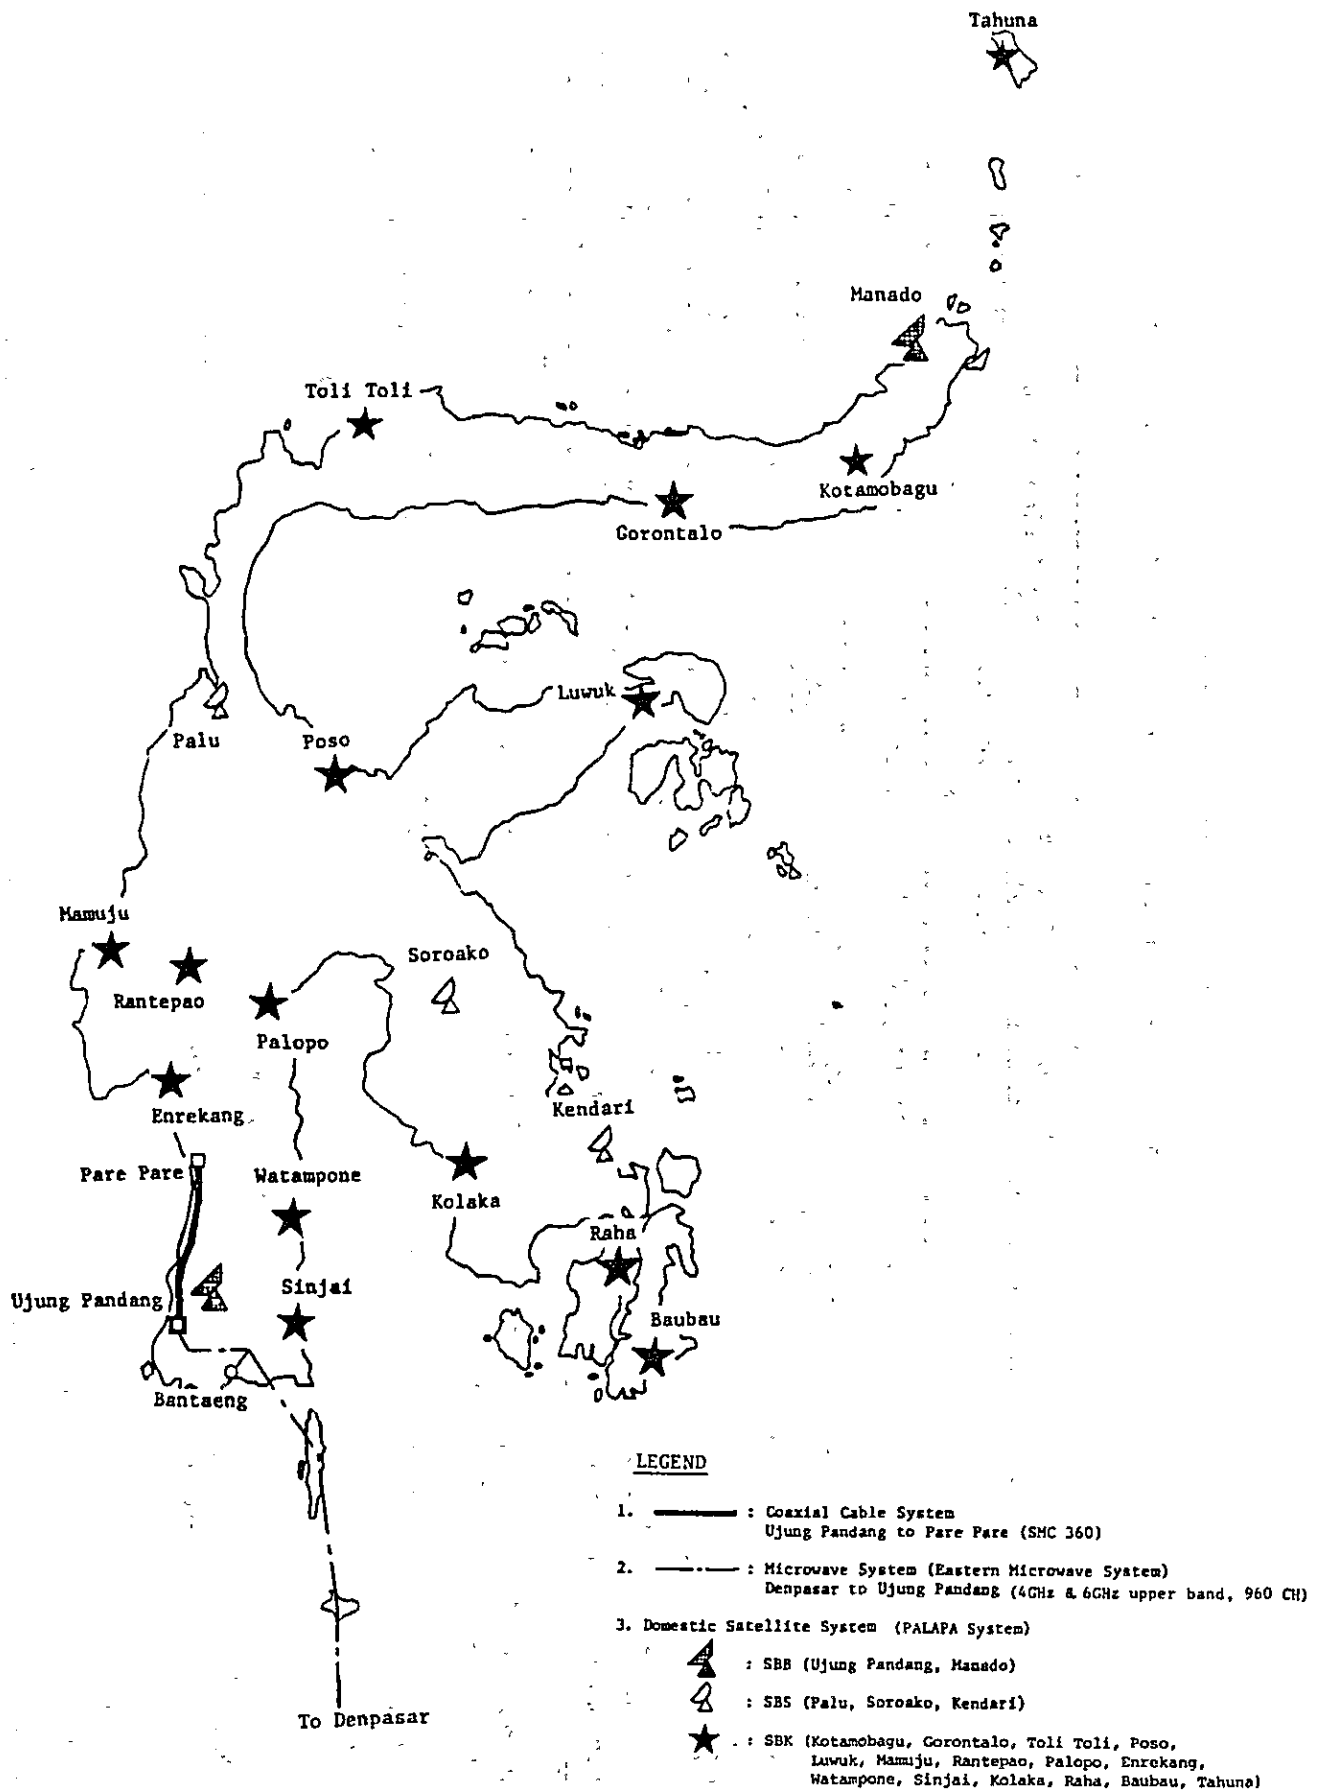 Tahuna
Manado
Toli Toli
Kotamobagu
Gorontalo
Luwuk
Palu
Poso
Mamuju
Soroako
Rantepao
Palopo
Enrekang
Kendari
Pare Pare
Watampone
Kolaka
Raha
Sinjai
Ujung Pandang
Baubau
Bantaeng
LEGEND
1. : Coaxial Cable System
Ujung Pandang to Pare Pare (SMC 360)
2. : Microwave System (Eastern Microwave System)
Denpasar to Ujung Pandang (4GHz & 6GHz upper band, 960 CH)
3. Domestic Satellite System (PALAPA System)
: SBB (Ujung Pandang, Manado)
: SBS (Palu, Soroako, Kendari)
To Denpasar
: SBK (Kotamobagu, Gorontalo, Toli Toli, Poso,
Luwuk, Mamuju, Rantepao, Palopo, Enrekang,
Watampone, Sinjai, Kolaka, Raha, Baubau, Tahuna)